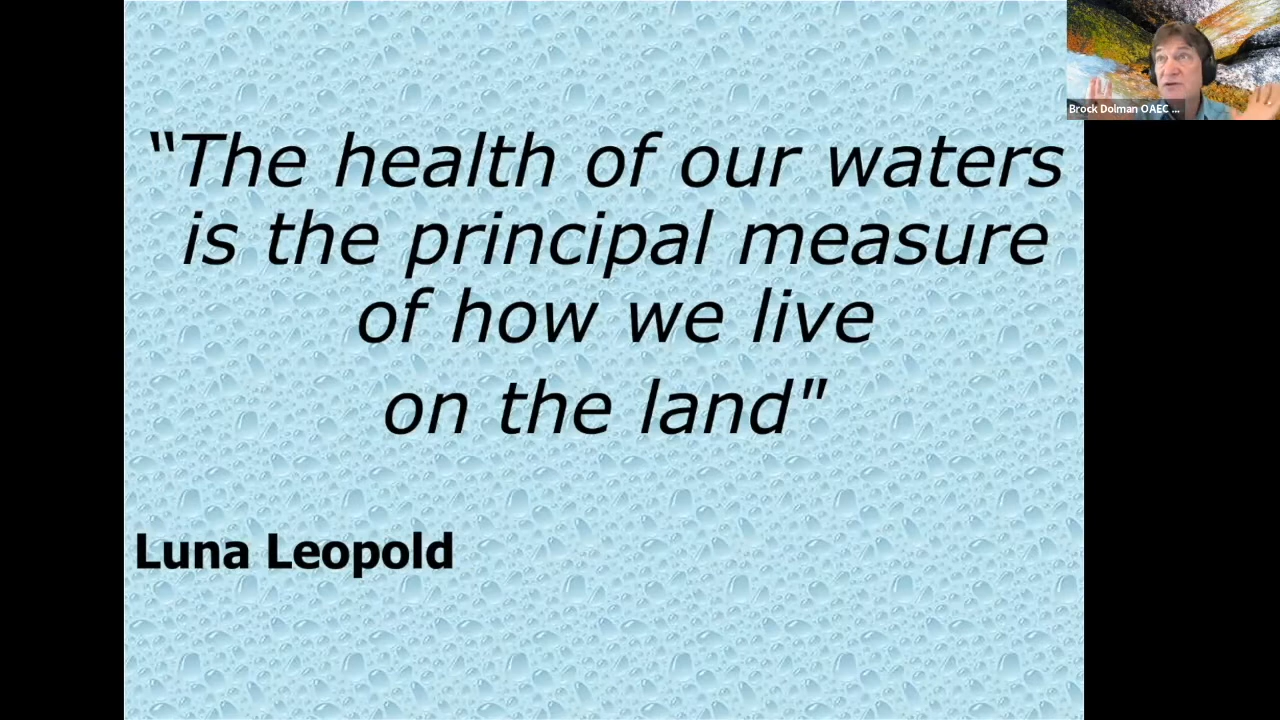 “The health of our waters
is the principal measure
of how we live
on the land"
Luna Leopold
Brock Dolman OAEC ...